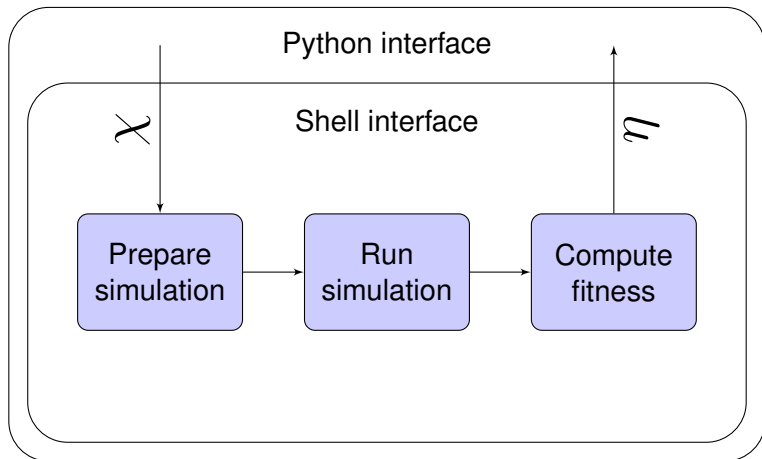 Python interface
Shell interface
χ
Prepare
simulation
Run
simulation
Compute
fitness